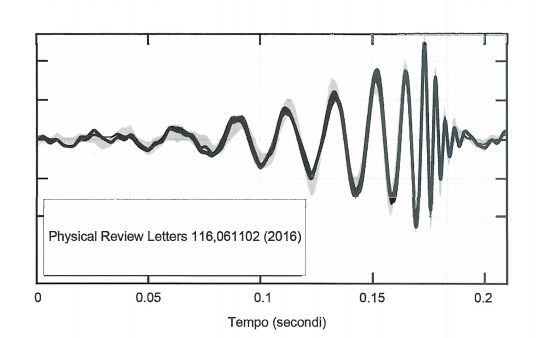 Physical Review Letters 116,061102 (2016)
0 0.05 0.1 0.15 0.2
Tempo (secondi)